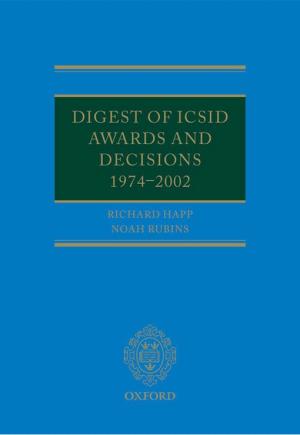 DIGEST OF ICSID
AWARDS AND
DECISIONS
1974–2002
RICHARD HAPP
NOAH RUBINS
OXFORD